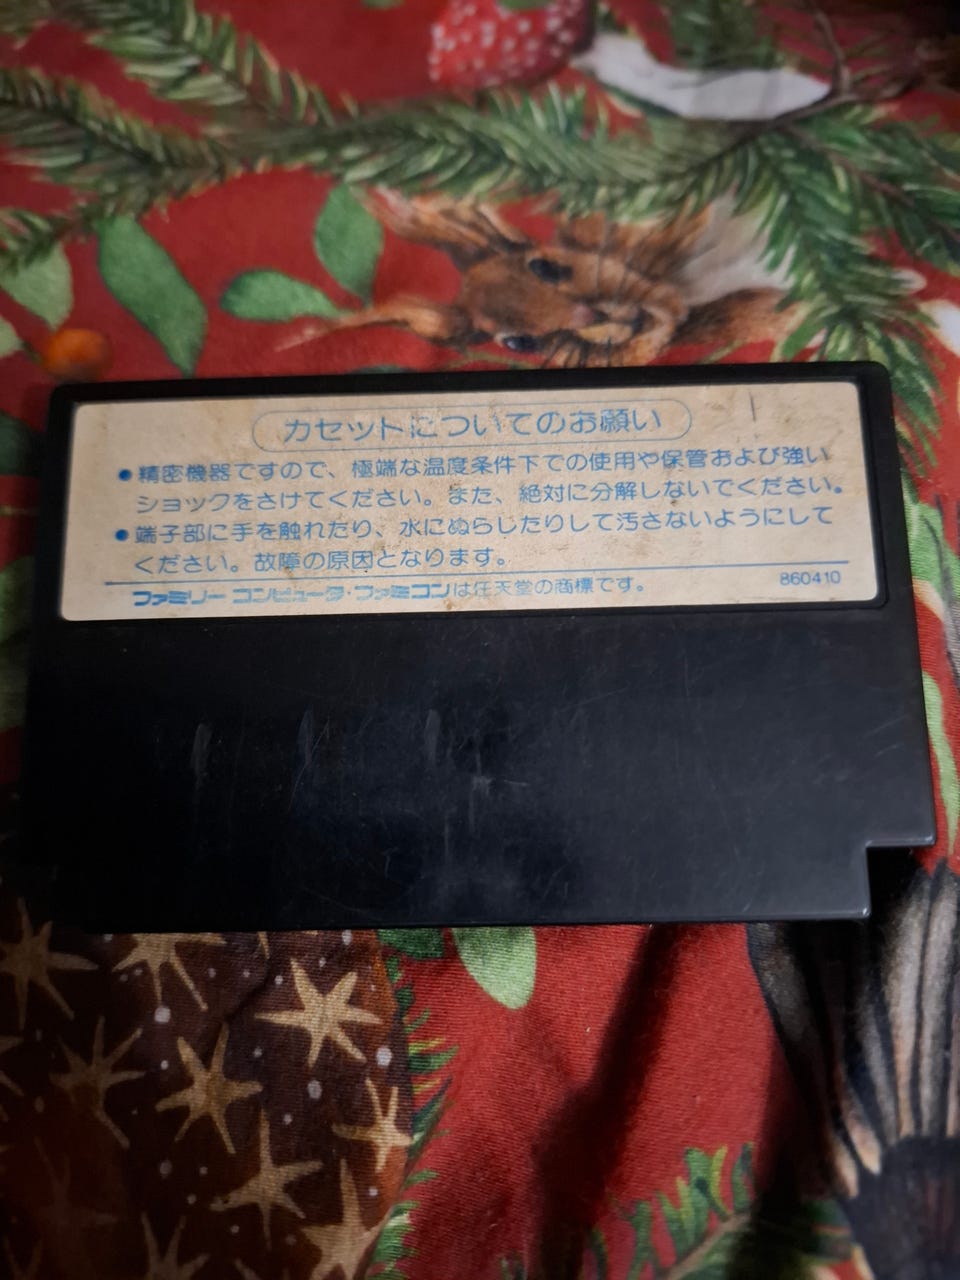 カセットについてのお願い
●精密機器ですので、極端な温度条件下での使用や保管および強い
ショックをさけてください。また、絶対に分解しないでください。
●端子部に手を触れたり、水にぬらしたりして汚さないようにして
ください。故障の原因となります。
ファミリー コンピュータ・ファミコンは任天堂の商標です。
860410